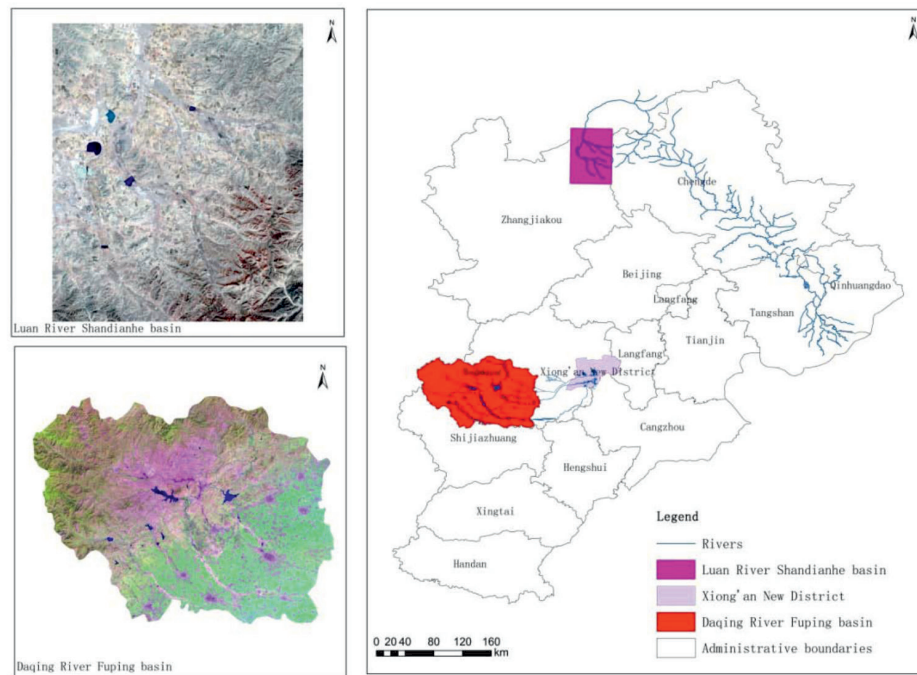 N
Luan River Shandianhe basin
N
Daqing River Fuping basin
N
Chengde
Zhangjiakou
Beijing
Qinhuangdao
Langfang
Tangshan
Tianjin
Langfang
Xiong'an New District
Cangzhou
Shijiazhuang
Hengshui
Xingtai
Handan
Legend
Rivers
Luan River Shandianhe basin
Xiong'an New District
Daqing River Fuping basin
Administrative boundaries
0 20 40 80 120 160
km